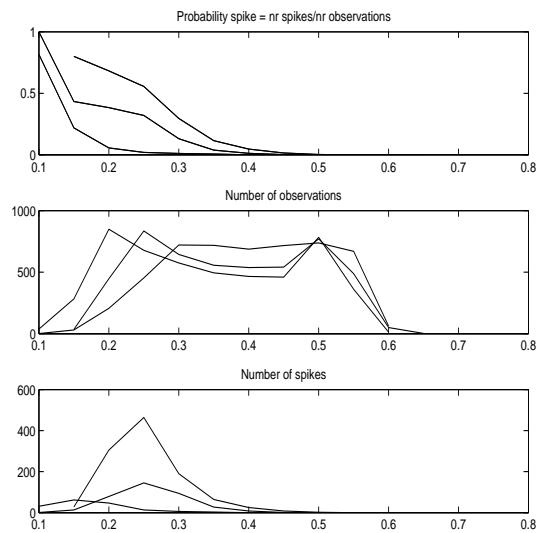 Probability spike = nr spikes/nr observations
1
0.5
0
0.1 0.2 0.3 0.4 0.5 0.6 0.7 0.8
Number of observations
1000
500
0
0.1 0.2 0.3 0.4 0.5 0.6 0.7 0.8
Number of spikes
600
400
200
0
0.1 0.2 0.3 0.4 0.5 0.6 0.7 0.8